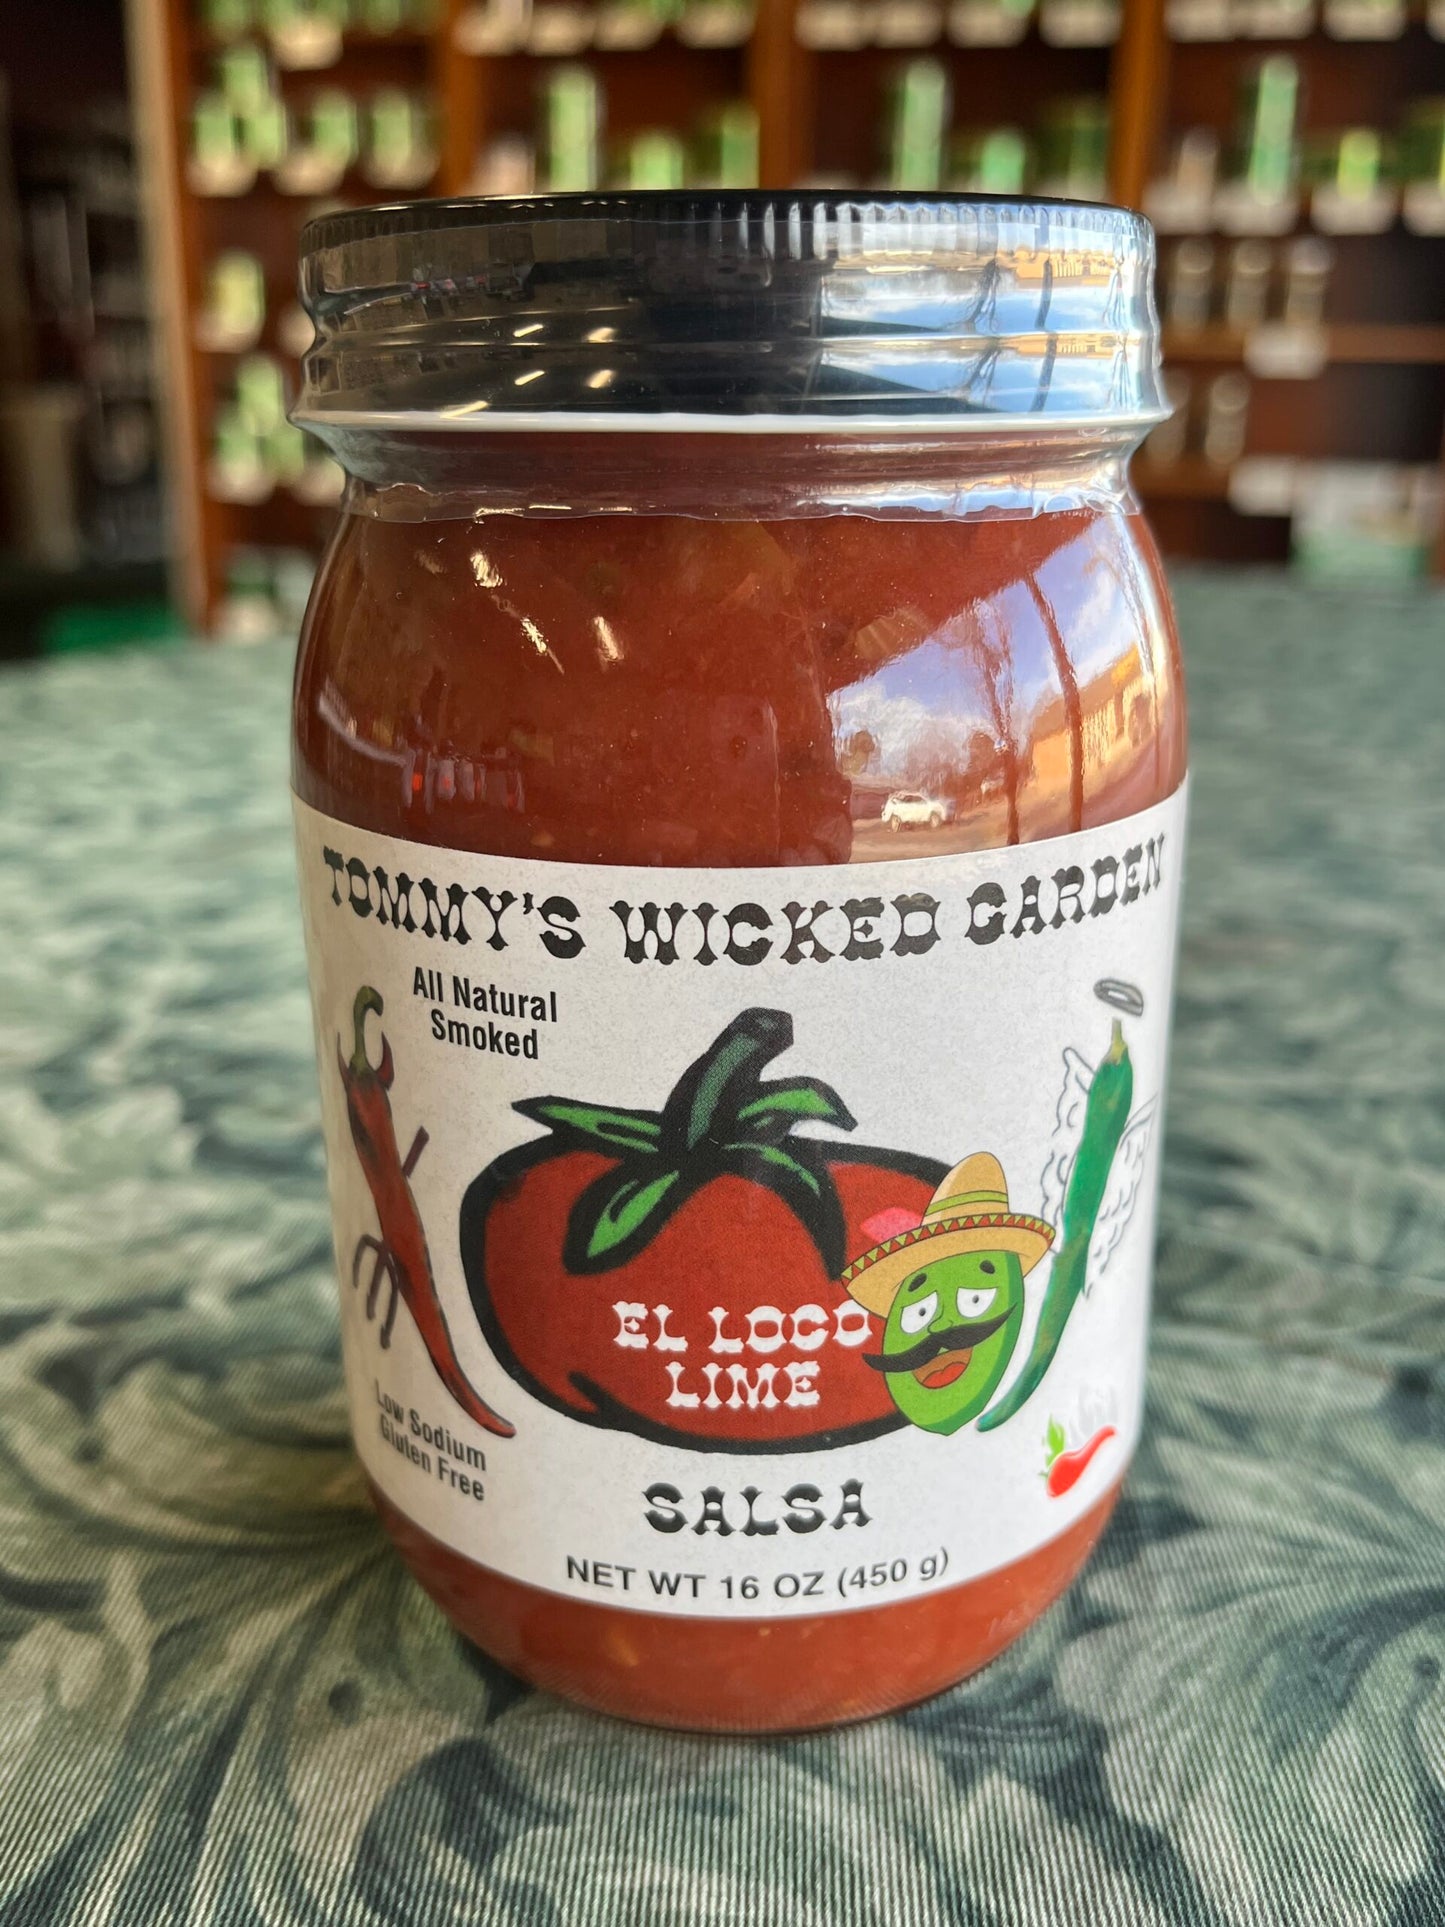 TOMMY'S WICKED GARDEN
All Natural
Smoked
EL LOCO
LIME
Low Sodium
Gluten Free
SALSA
NET WT 16 OZ (450 g)